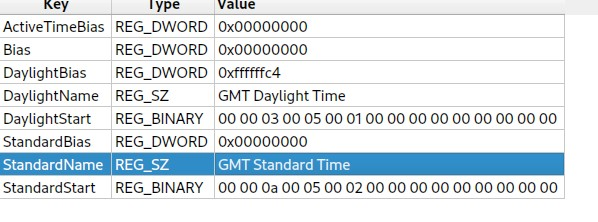 Key Type Value
ActiveTimeBias REG_DWORD 0x00000000
Bias REG_DWORD 0x00000000
DaylightBias REG_DWORD 0xffffffc4
DaylightName REG_SZ GMT Daylight Time
DaylightStart REG_BINARY 00 00 03 00 05 00 01 00 00 00 00 00 00 00 00 00
StandardBias REG_DWORD 0x00000000
StandardName REG_SZ GMT Standard Time
StandardStart REG_BINARY 00 00 0a 00 05 00 02 00 00 00 00 00 00 00 00 00